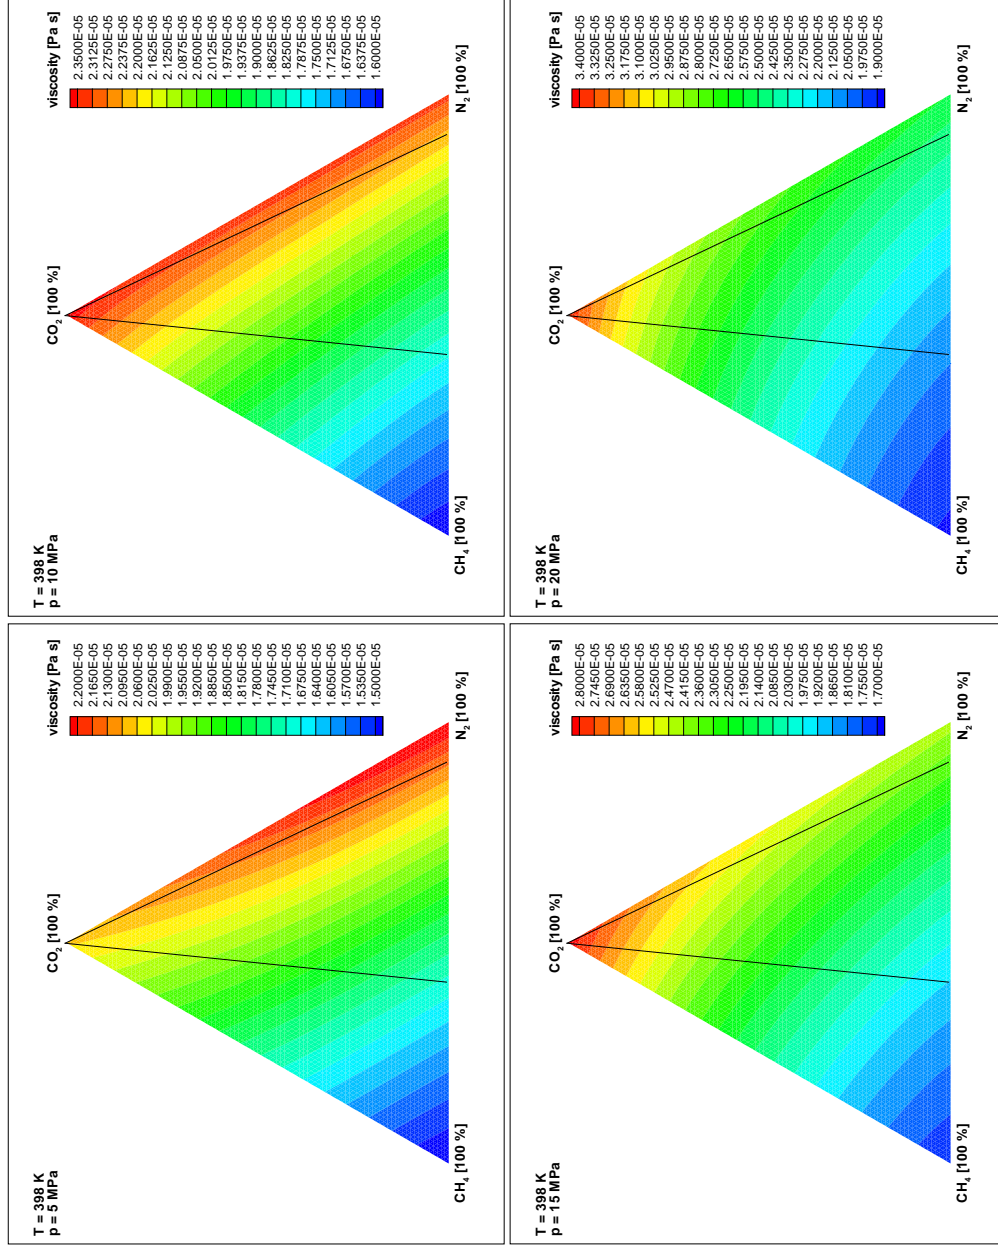 T = 398 K
p = 5 MPa
CO2 [100 %]
viscosity [Pa s]
2.2000E-05
2.1650E-05
2.1300E-05
2.0950E-05
2.0600E-05
2.0250E-05
1.9900E-05
1.9550E-05
1.9200E-05
1.8850E-05
1.8500E-05
1.8150E-05
1.7800E-05
1.7450E-05
1.7100E-05
1.6750E-05
1.6400E-05
1.6050E-05
1.5700E-05
1.5350E-05
1.5000E-05
CH4 [100 %]
N2 [100 %]
T = 398 K
p = 10 MPa
CO2 [100 %]
viscosity [Pa s]
2.3500E-05
2.3125E-05
2.2750E-05
2.2375E-05
2.2000E-05
2.1625E-05
2.1250E-05
2.0875E-05
2.0500E-05
2.0125E-05
1.9750E-05
1.9375E-05
1.9000E-05
1.8625E-05
1.8250E-05
1.7875E-05
1.7500E-05
1.7125E-05
1.6750E-05
1.6375E-05
1.6000E-05
CH4 [100 %]
N2 [100 %]
T = 398 K
p = 15 MPa
CO2 [100 %]
viscosity [Pa s]
2.8000E-05
2.7450E-05
2.6900E-05
2.6350E-05
2.5800E-05
2.5250E-05
2.4700E-05
2.4150E-05
2.3600E-05
2.3050E-05
2.2500E-05
2.1950E-05
2.1400E-05
2.0850E-05
2.0300E-05
1.9750E-05
1.9200E-05
1.8650E-05
1.8100E-05
1.7550E-05
1.7000E-05
CH4 [100 %]
N2 [100 %]
T = 398 K
p = 20 MPa
CO2 [100 %]
viscosity [Pa s]
3.4000E-05
3.3250E-05
3.2500E-05
3.1750E-05
3.1000E-05
3.0250E-05
2.9500E-05
2.8750E-05
2.8000E-05
2.7250E-05
2.6500E-05
2.5750E-05
2.5000E-05
2.4250E-05
2.3500E-05
2.2750E-05
2.2000E-05
2.1250E-05
2.0500E-05
1.9750E-05
1.9000E-05
CH4 [100 %]
N2 [100 %]